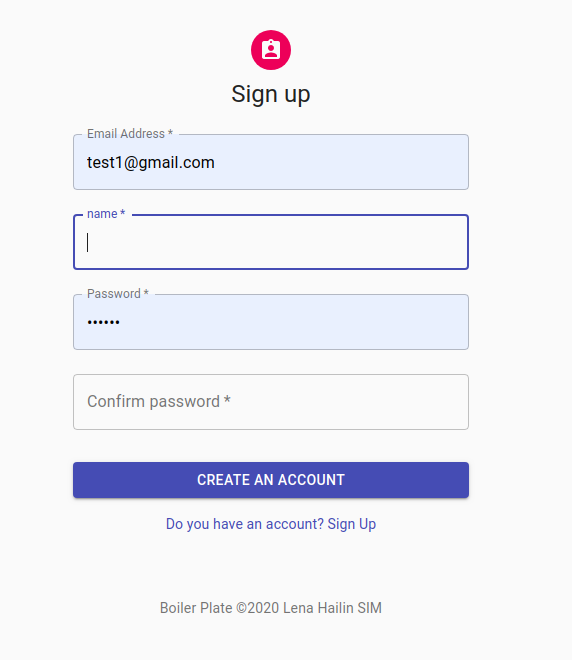 Sign up
Email Address *
test1@gmail.com
name *
Password *
••••••
Confirm password *
CREATE AN ACCOUNT
Do you have an account? Sign Up
Boiler Plate ©2020 Lena Hailin SIM